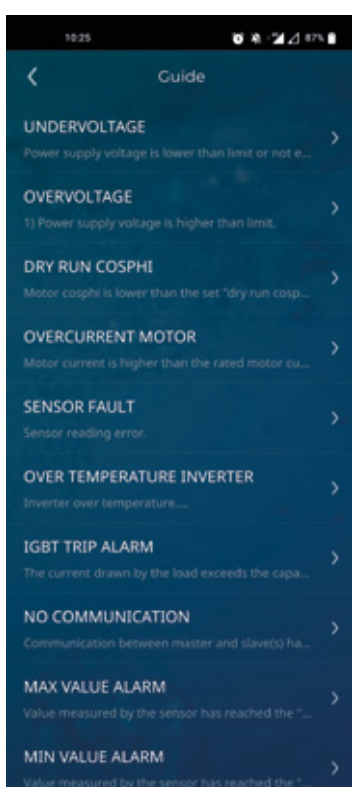 10:25
87%
Guide
UNDERVOLTAGE
Power supply voltage is lower than limit or not e...
OVERVOLTAGE
1) Power supply voltage is higher than limit.
DRY RUN COSPHI
Motor cosphi is lower than the set "dry run cosp...
OVERCURRENT MOTOR
Motor current is higher than the rated motor cu...
SENSOR FAULT
Sensor reading error.
OVER TEMPERATURE INVERTER
Inverter over temperature....
IGBT TRIP ALARM
The current drawn by the load exceeds the capa...
NO COMMUNICATION
Communication between master and slave(s) ha...
MAX VALUE ALARM
Value measured by the sensor has reached the "...
MIN VALUE ALARM
Value measured by the sensor has reached the "...